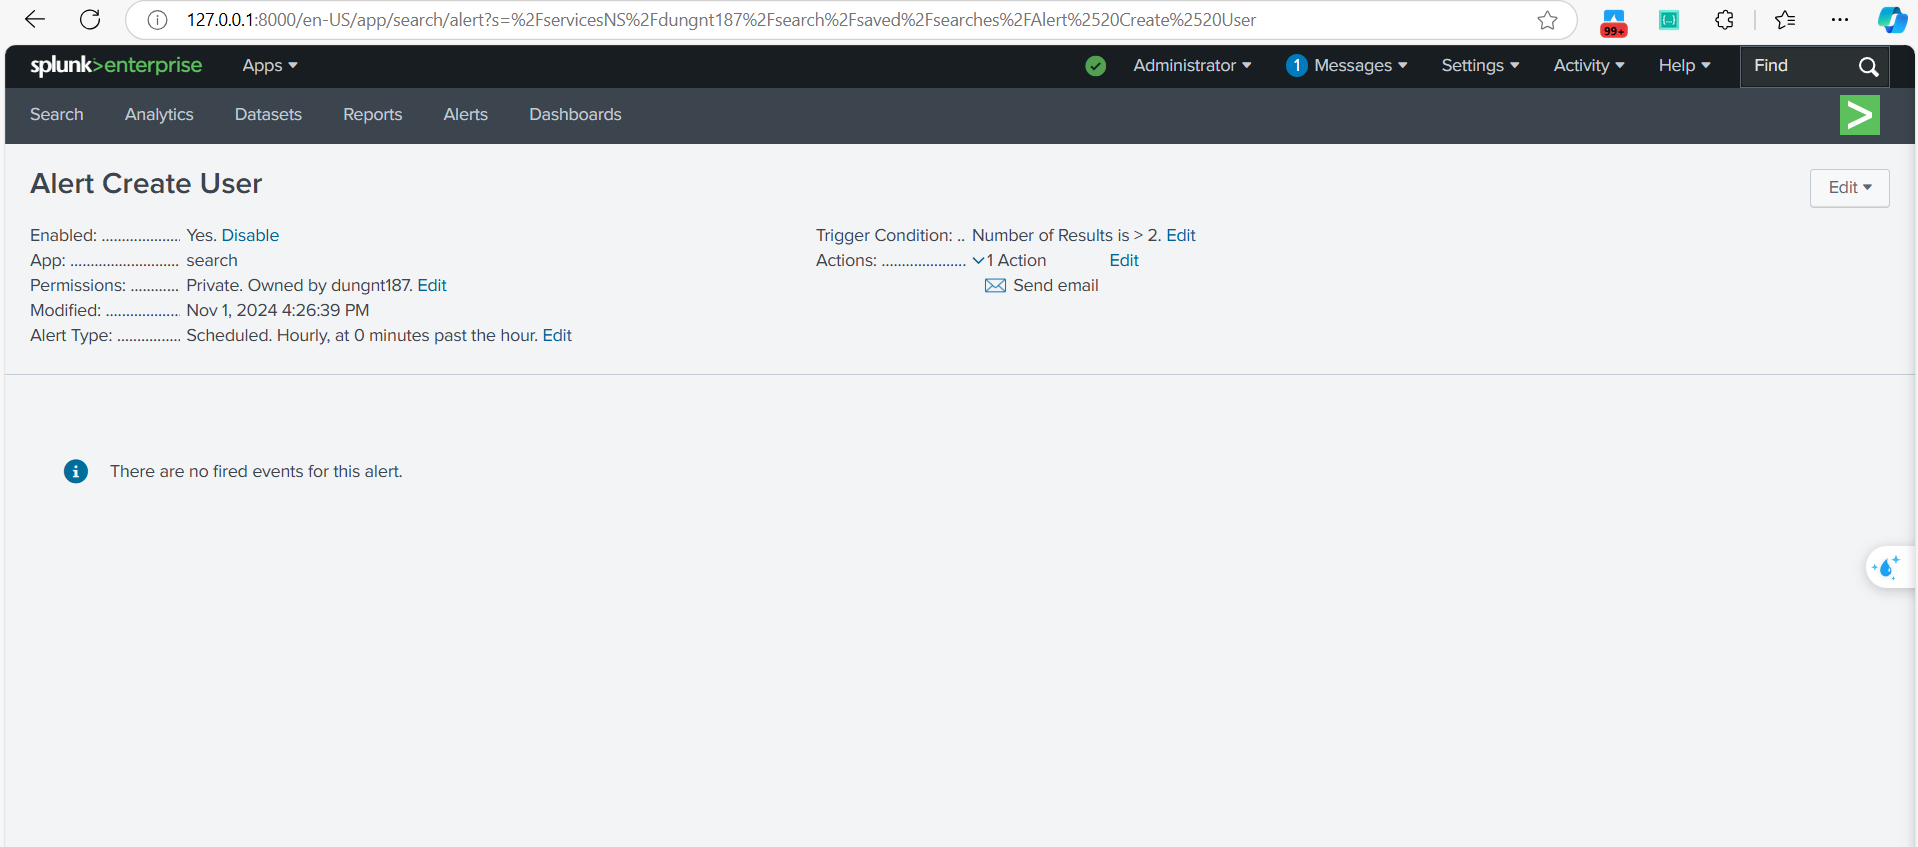 127.0.0.1:8000/en-US/app/search/alert?s=%2FservicesNS%2Fdungnt187%2Fsearch%2Fsaved%2Fsearches%2FAlert%2520Create%2520User
99+
splunk>enterprise Apps Administrator 1 Messages Settings Activity Help Find
Search Analytics Datasets Reports Alerts Dashboards
Alert Create User
Edit
Enabled: .................... Yes. Disable
App: ........................... search
Permissions: ............ Private. Owned by dungnt187. Edit
Modified: ................... Nov 1, 2024 4:26:39 PM
Alert Type: ................ Scheduled. Hourly, at 0 minutes past the hour. Edit
Trigger Condition: .. Number of Results is > 2. Edit
Actions: ..................... 1 Action Edit
Send email
There are no fired events for this alert.